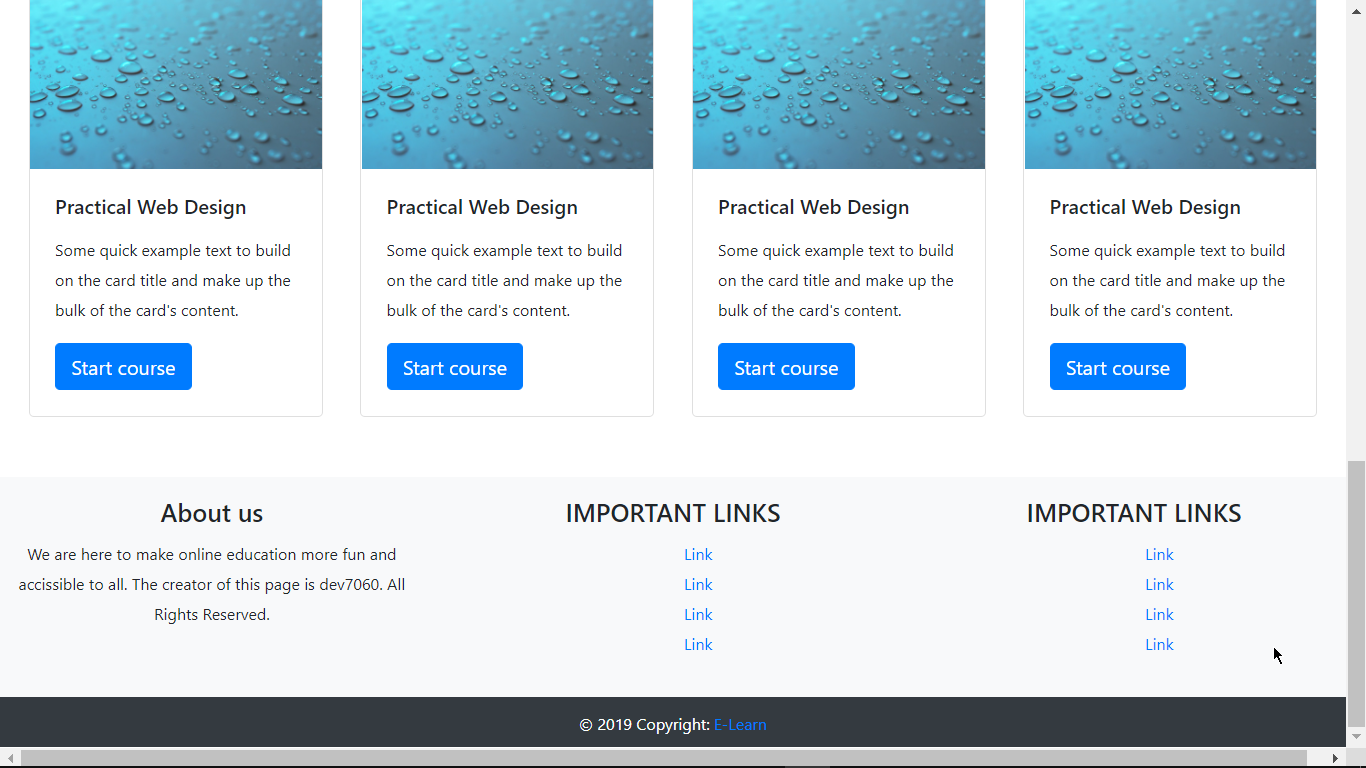 Practical Web Design
Some quick example text to build
on the card title and make up the
bulk of the card's content.
Start course
Practical Web Design
Some quick example text to build
on the card title and make up the
bulk of the card's content.
Start course
Practical Web Design
Some quick example text to build
on the card title and make up the
bulk of the card's content.
Start course
Practical Web Design
Some quick example text to build
on the card title and make up the
bulk of the card's content.
Start course
About us
We are here to make online education more fun and
accissible to all. The creator of this page is dev7060. All
Rights Reserved.
IMPORTANT LINKS
Link
Link
Link
Link
IMPORTANT LINKS
Link
Link
Link
Link
© 2019 Copyright: E-Learn